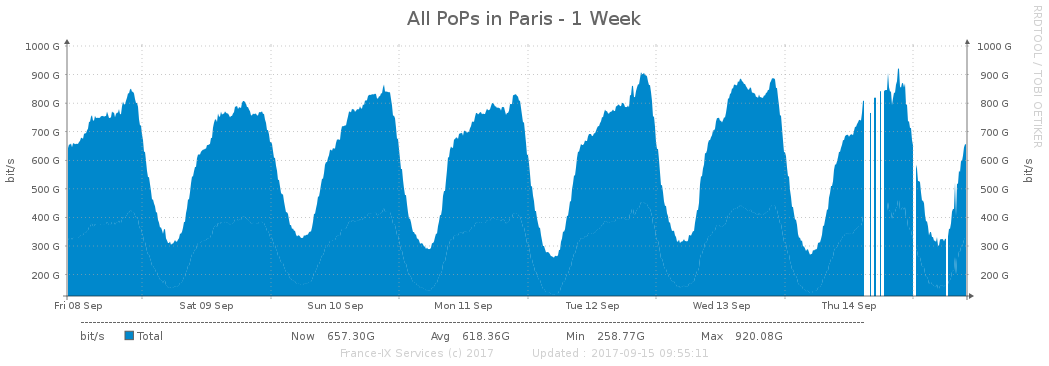 All PoPs in Paris - 1 Week
RRDTOOL / TOBI OETIKER
bit/s
1000 G
900 G
800 G
700 G
600 G
500 G
400 G
300 G
200 G
1000 G
900 G
800 G
700 G
600 G
500 G
400 G
300 G
200 G
bit/s
Fri 08 Sep Sat 09 Sep Sun 10 Sep Mon 11 Sep Tue 12 Sep Wed 13 Sep Thu 14 Sep
bit/s Total Now 657.30G Avg 618.36G Min 258.77G Max 920.08G
France-IX Services (c) 2017 Updated : 2017-09-15 09:55:11